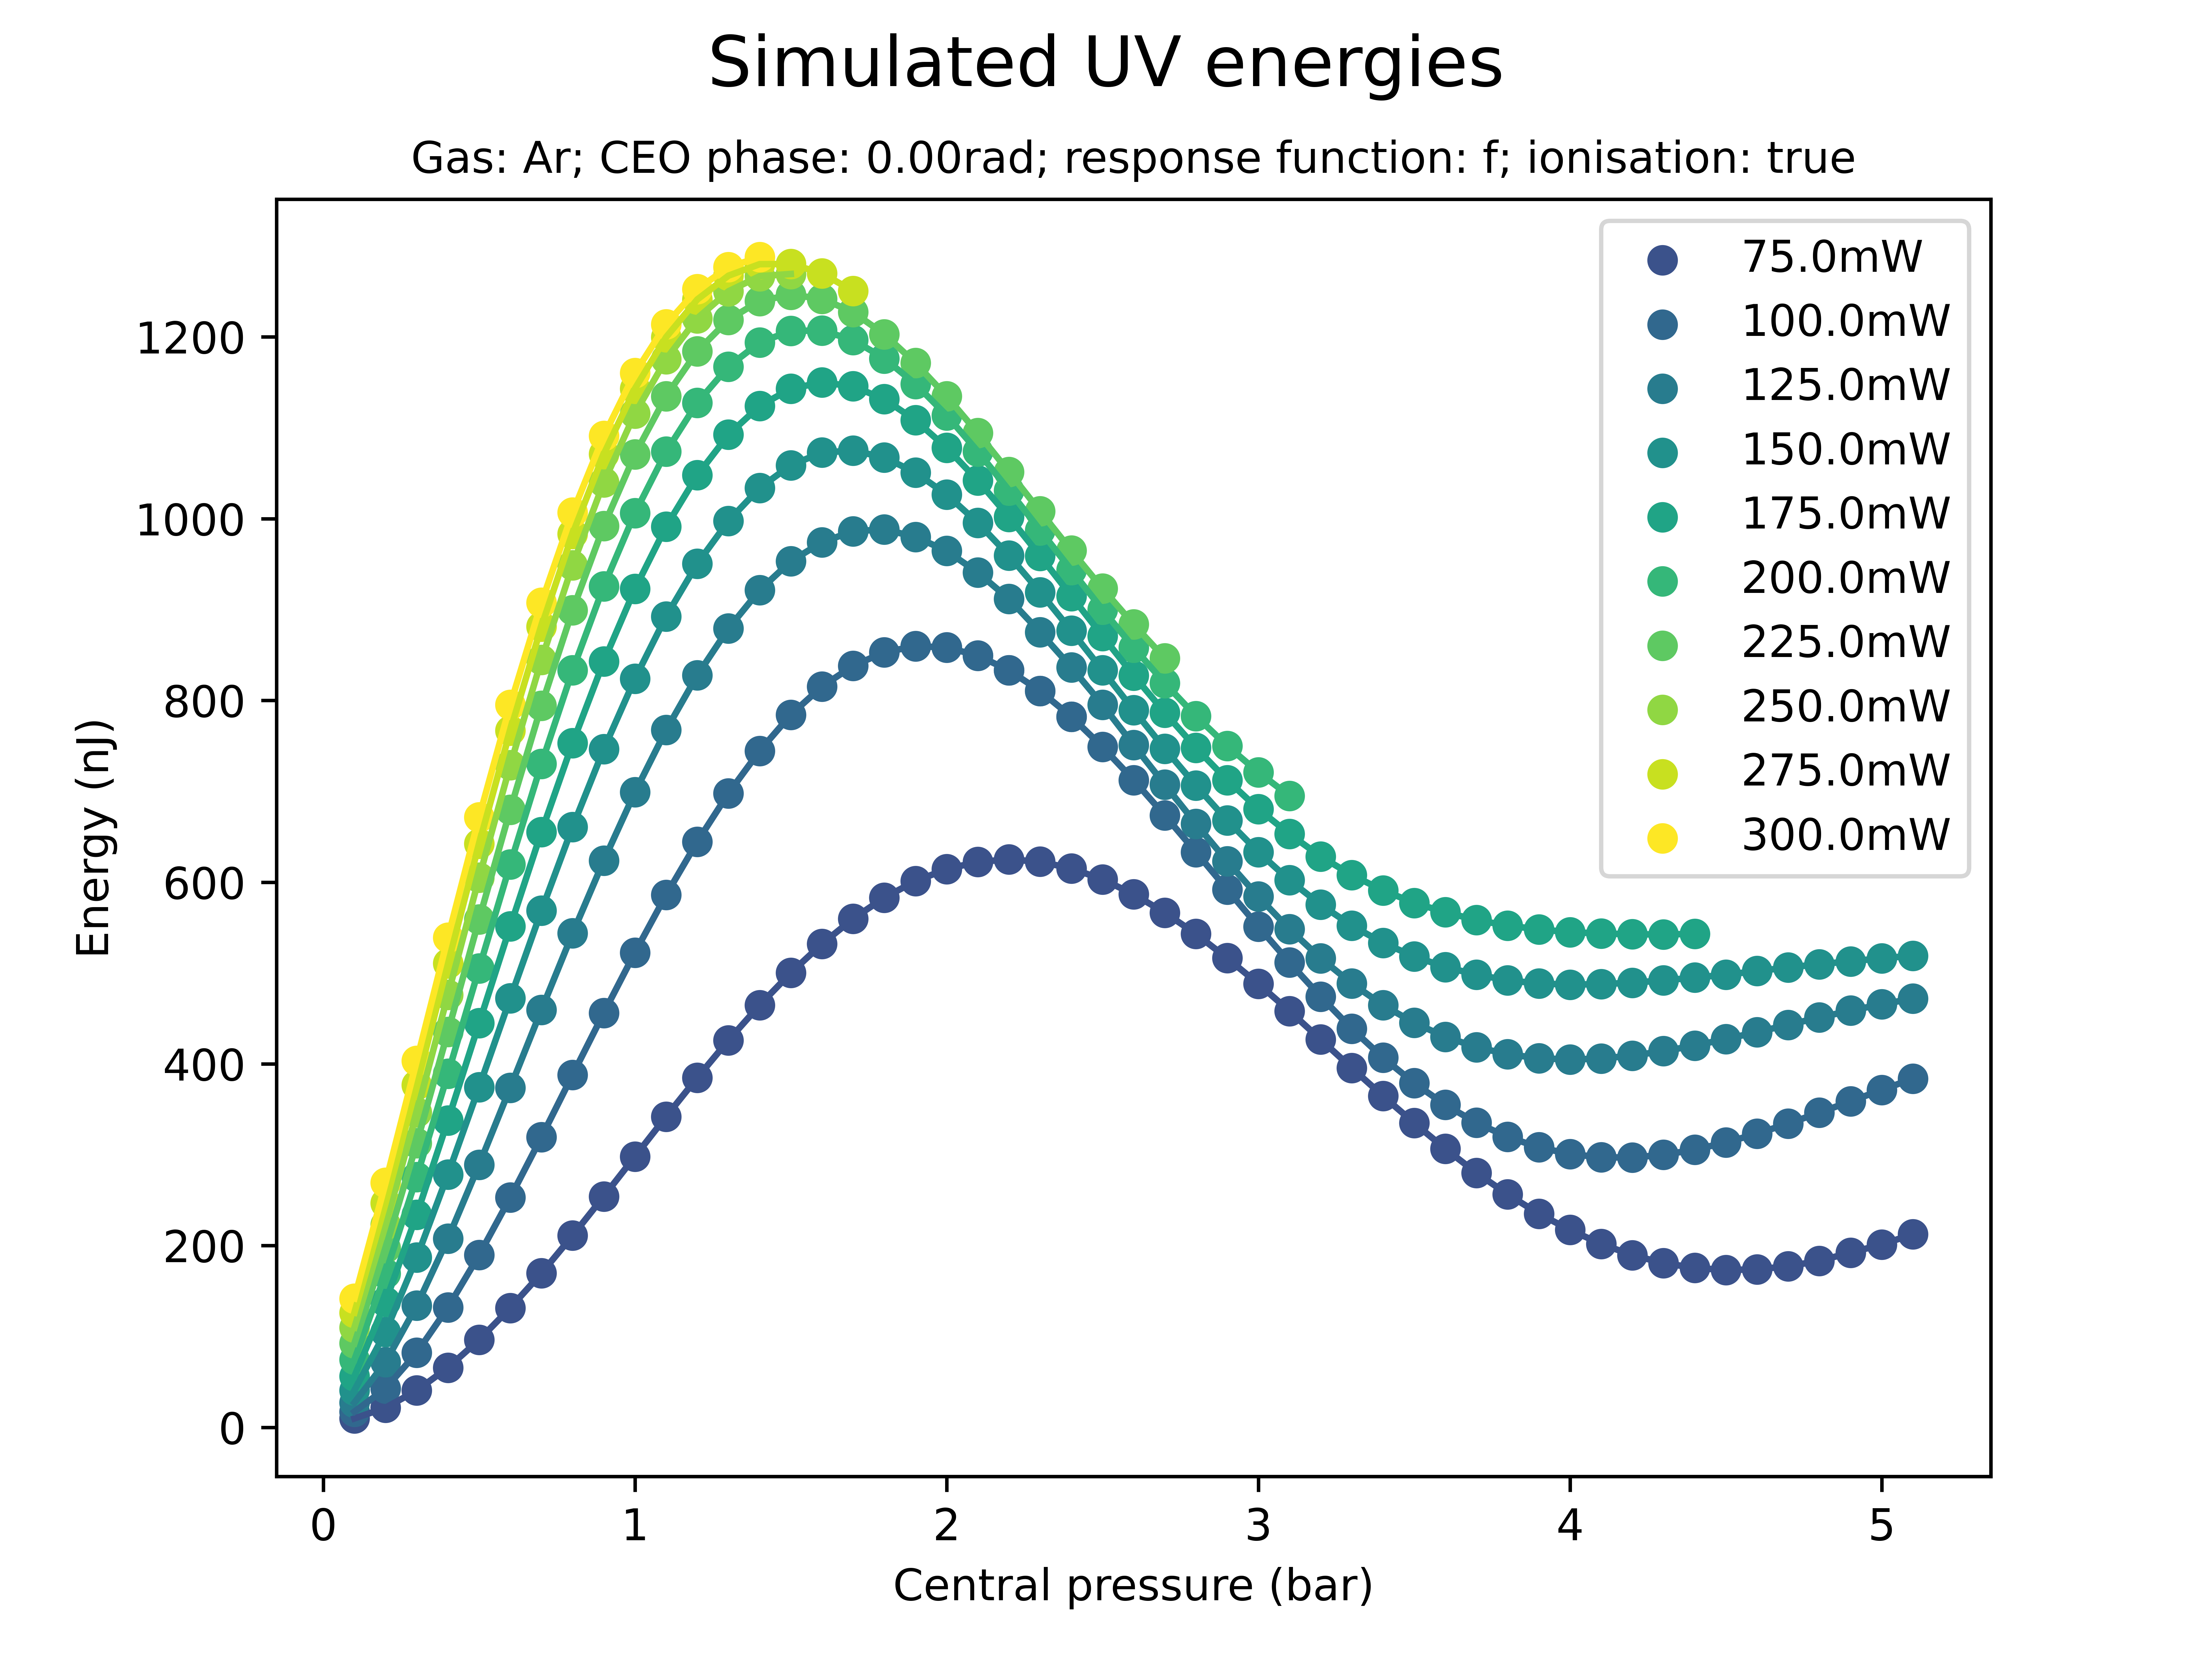 Simulated UV energies
Gas: Ar; CEO phase: 0.00rad; response function: f; ionisation: true
75.0mW
100.0mW
125.0mW
150.0mW
175.0mW
200.0mW
225.0mW
250.0mW
275.0mW
300.0mW
Energy (nJ)
1200
1000
800
600
400
200
0
0 1 2 3 4 5
Central pressure (bar)